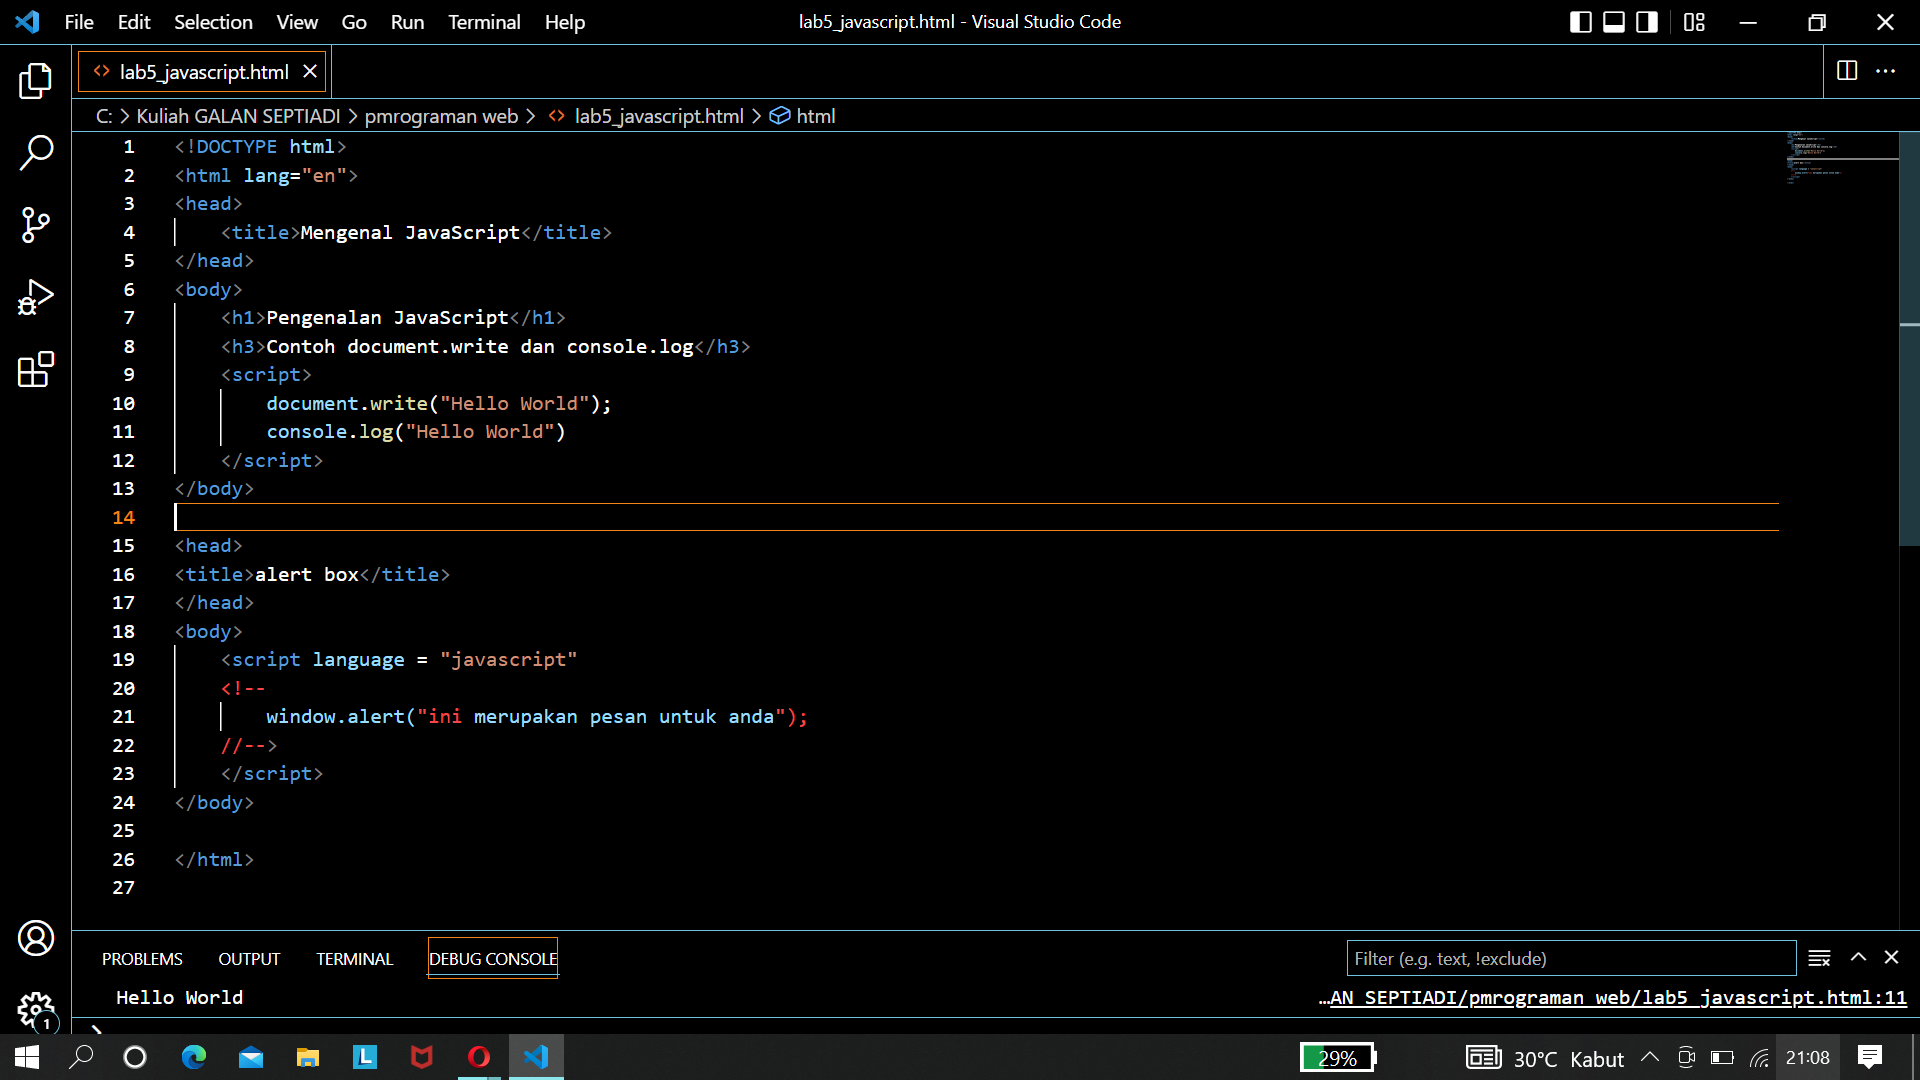 File Edit Selection View Go Run Terminal Help lab5_javascript.html - Visual Studio Code
lab5_javascript.html
C: > Kuliah GALAN SEPTIADI > pmrograman web > lab5_javascript.html > html
1 <!DOCTYPE html>
2 <html lang="en">
3 <head>
4 <title>Mengenal JavaScript</title>
5 </head>
6 <body>
7 <h1>Pengenalan JavaScript</h1>
8 <h3>Contoh document.write dan console.log</h3>
9 <script>
10 document.write("Hello World");
11 console.log("Hello World")
12 </script>
13 </body>
14
15 <head>
16 <title>alert box</title>
17 </head>
18 <body>
19 <script language = "javascript"
20 <!--
21 window.alert("ini merupakan pesan untuk anda");
22 //-->
23 </script>
24 </body>
25
26 </html>
27
PROBLEMS OUTPUT TERMINAL DEBUG CONSOLE Filter (e.g. text, !exclude)
Hello World …AN SEPTIADI/pmrograman web/lab5_javascript.html:11
1
>
L 29% 30°C Kabut 21:08